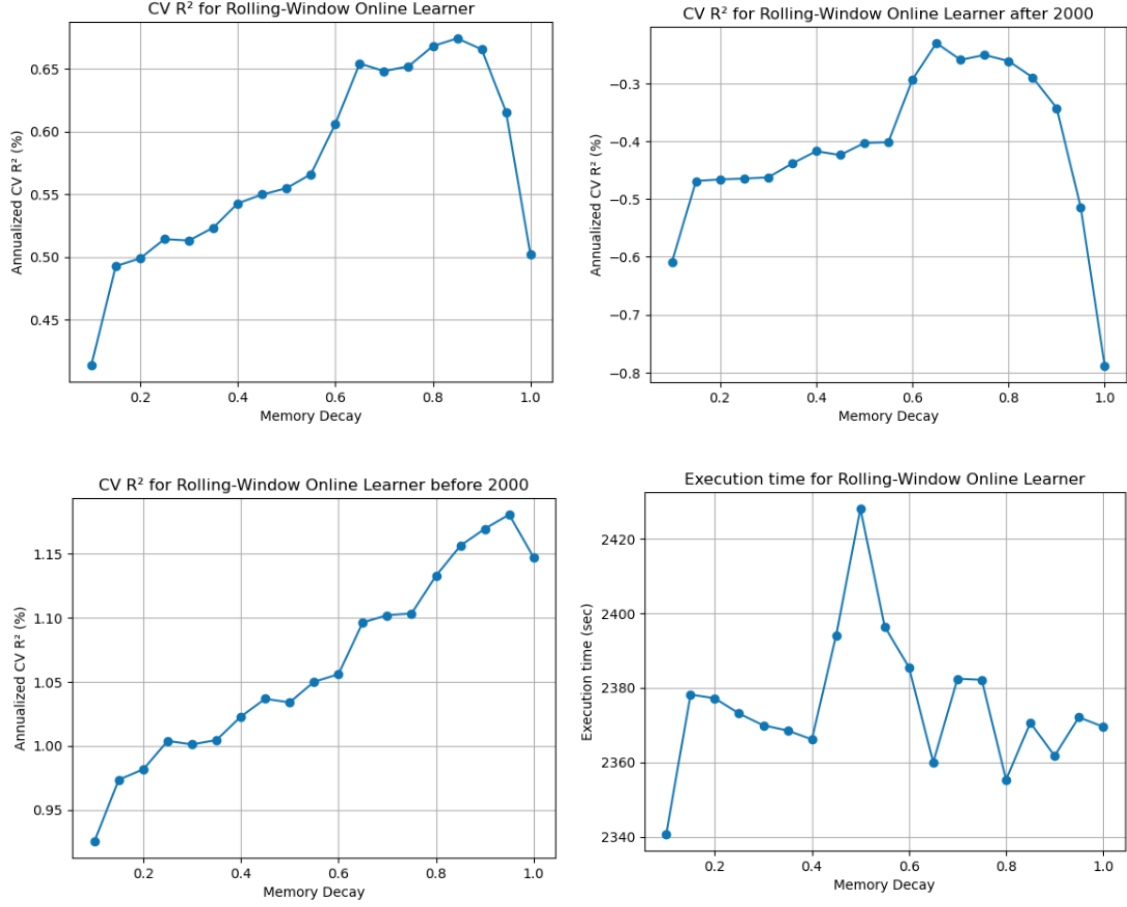 CV R² for Rolling-Window Online Learner
Annualized CV R² (%)
0.65
0.60
0.55
0.50
0.45
0.2 0.4 0.6 0.8 1.0
Memory Decay
CV R² for Rolling-Window Online Learner after 2000
Annualized CV R² (%)
−0.3
−0.4
−0.5
−0.6
−0.7
−0.8
0.2 0.4 0.6 0.8 1.0
Memory Decay
CV R² for Rolling-Window Online Learner before 2000
Annualized CV R² (%)
1.15
1.10
1.05
1.00
0.95
0.2 0.4 0.6 0.8 1.0
Memory Decay
Execution time for Rolling-Window Online Learner
Execution time (sec)
2420
2400
2380
2360
2340
0.2 0.4 0.6 0.8 1.0
Memory Decay